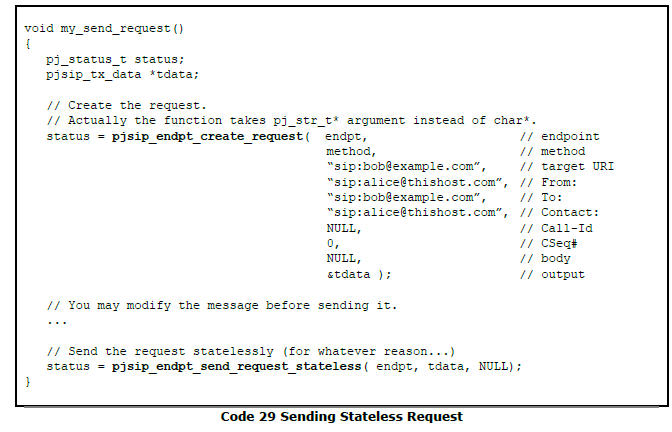 void my_send_request()
{
   pj_status_t status;
   pjsip_tx_data *tdata;

   // Create the request.
   // Actually the function takes pj_str_t* argument instead of char*.
   status = pjsip_endpt_create_request(  endpt,                    // endpoint
                                         method,                   // method
                                         “sip:bob@example.com”,    // target URI
                                         “sip:alice@thishost.com”, // From:
                                         “sip:bob@example.com”,    // To:
                                         “sip:alice@thishost.com”, // Contact:
                                         NULL,                     // Call-Id
                                         0,                        // CSeq#
                                         NULL,                     // body
                                         &tdata );                 // output

   // You may modify the message before sending it.
   ...

   // Send the request statelessly (for whatever reason...)
   status = pjsip_endpt_send_request_stateless( endpt, tdata, NULL);
}
Code 29 Sending Stateless Request